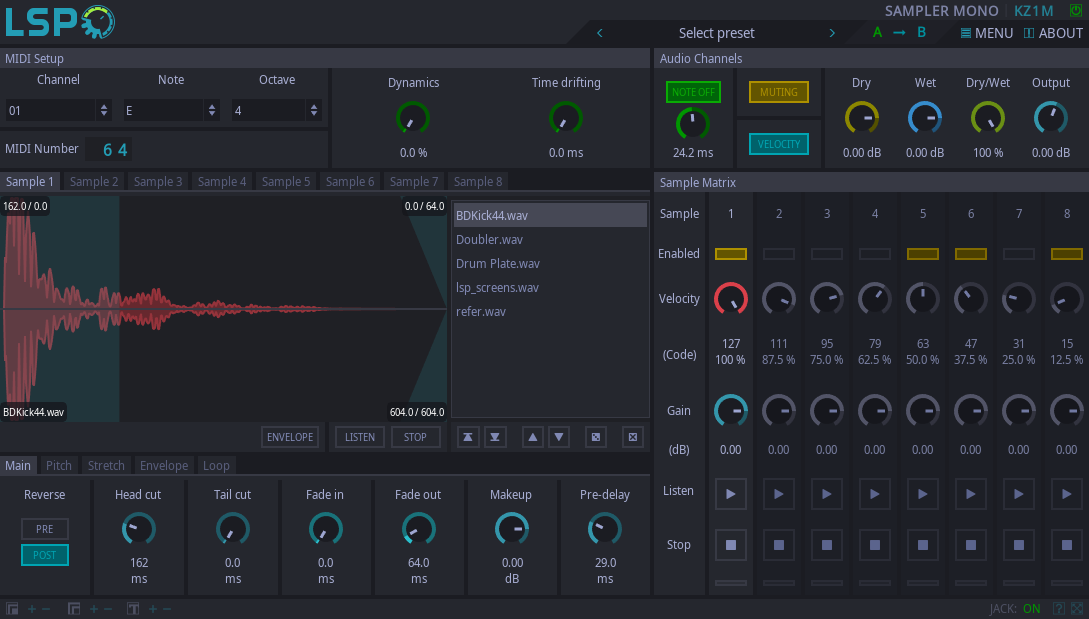 LSP
SAMPLER MONO KZ1M
Select preset
A → B
MENU ABOUT
MIDI Setup
Channel Note Octave
01 E 4
MIDI Number 64
Dynamics Time drifting
0.0 % 0.0 ms
Audio Channels
NOTE OFF MUTING
VELOCITY
24.2 ms
Dry Wet Dry/Wet Output
0.00 dB 0.00 dB 100 % 0.00 dB
Sample 1 Sample 2 Sample 3 Sample 4 Sample 5 Sample 6 Sample 7 Sample 8
162.0 / 0.0 0.0 / 64.0
BDKick44.wav 604.0 / 604.0
BDKick44.wav
Doubler.wav
Drum Plate.wav
lsp_screens.wav
refer.wav
ENVELOPE LISTEN STOP
Main Pitch Stretch Envelope Loop
Reverse Head cut Tail cut Fade in Fade out Makeup Pre-delay
PRE
POST
162 0.0 0.0 64.0 0.00 29.0
ms ms ms ms dB ms
Sample Matrix
Sample 1 2 3 4 5 6 7 8
Enabled
Velocity
127 111 95 79 63 47 31 15
(Code) 100 % 87.5 % 75.0 % 62.5 % 50.0 % 37.5 % 25.0 % 12.5 %
Gain
(dB) 0.00 0.00 0.00 0.00 0.00 0.00 0.00 0.00
Listen
Stop
+ − + − T + −
JACK: ON ?